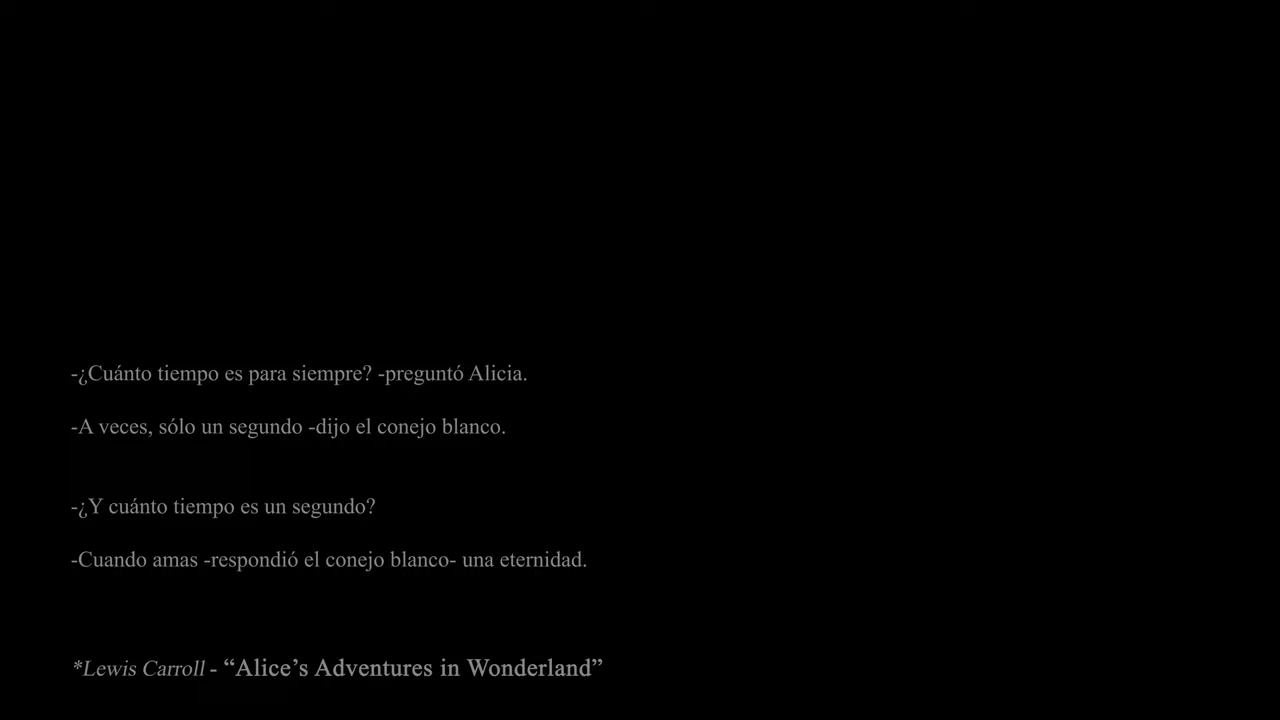 -¿Cuánto tiempo es para siempre? -preguntó Alicia.
-A veces, sólo un segundo -dijo el conejo blanco.
-¿Y cuánto tiempo es un segundo?
-Cuando amas -respondió el conejo blanco- una eternidad.
*Lewis Carroll - “Alice’s Adventures in Wonderland”